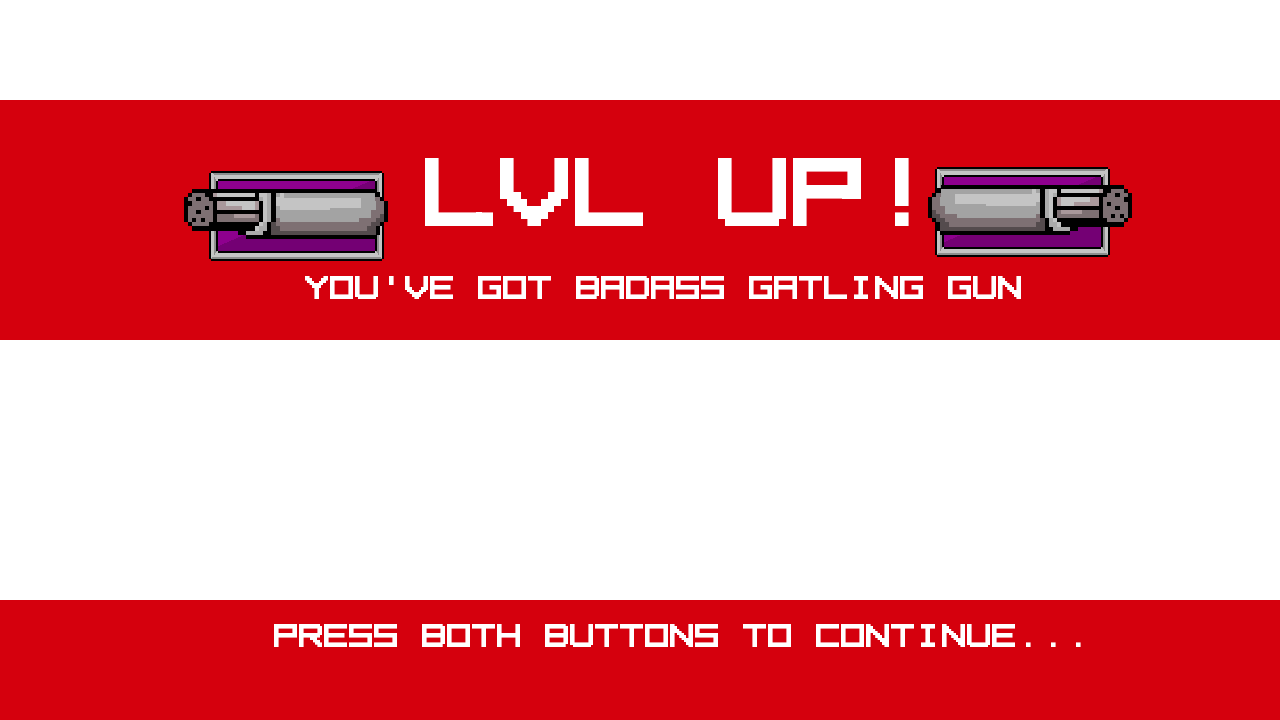 LVL UP!
YOU'VE GOT BADASS GATLING GUN
PRESS BOTH BUTTONS TO CONTINUE...